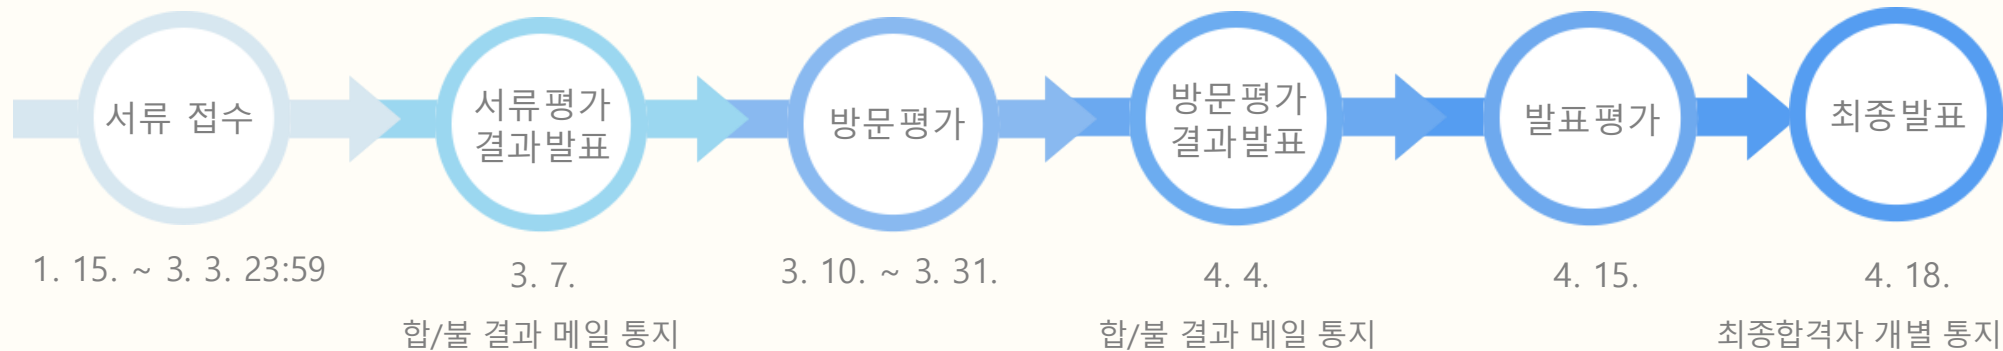 서류 접수
서류평가
결과발표
방문평가
방문평가
결과발표
발표평가
최종발표
1. 15. ~ 3. 3. 23:59
3. 7.
3. 10. ~ 3. 31.
4. 4.
4. 15.
4. 18.
합/불 결과 메일 통지
합/불 결과 메일 통지
최종합격자 개별 통지